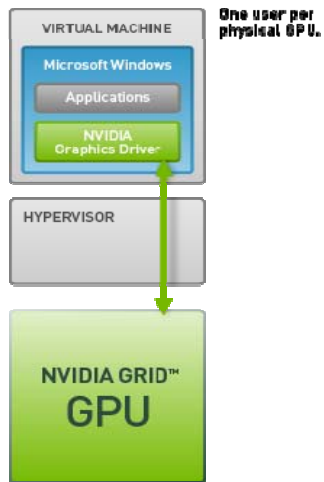 VIRTUAL MACHINE
One user per
physical GPU.
Microsoft Windows
Applications
NVIDIA
Graphics Driver
HYPERVISOR
NVIDIA GRID™
GPU